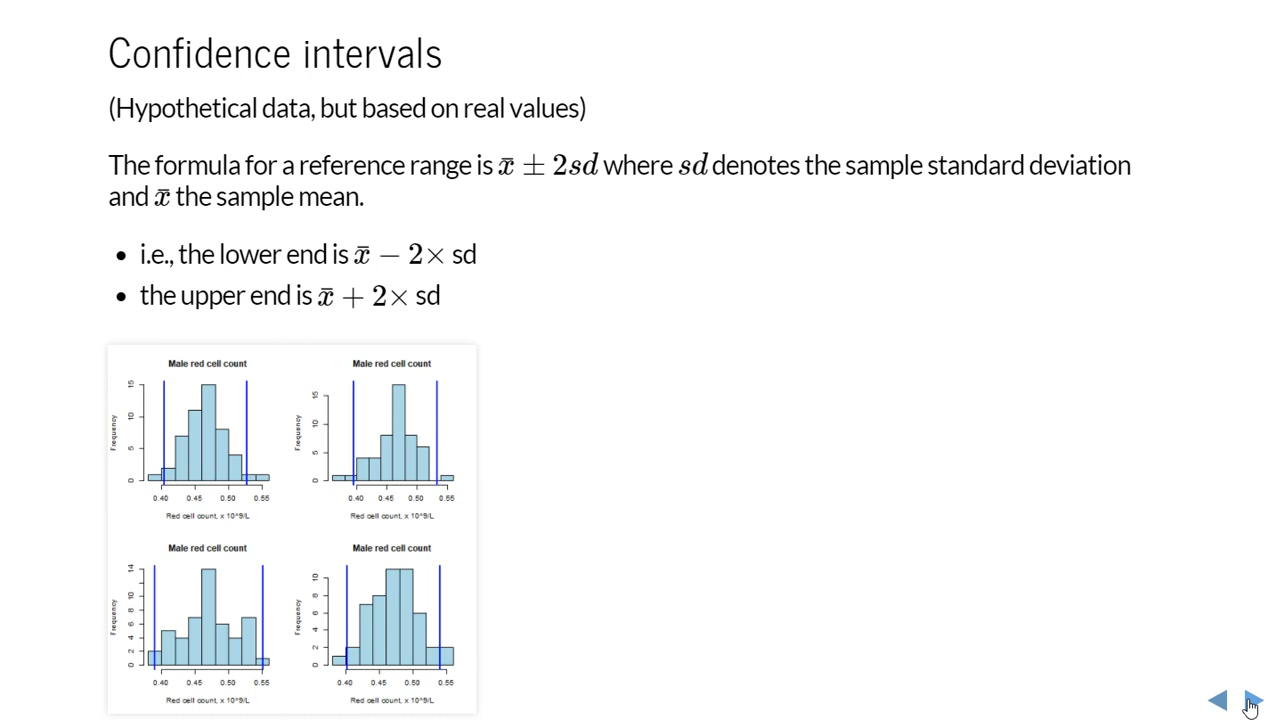 Confidence intervals
(Hypothetical data, but based on real values)
The formula for a reference range is x̄ ± 2sd where sd denotes the sample standard deviation
and x̄ the sample mean.
• i.e., the lower end is x̄ − 2× sd
• the upper end is x̄ + 2× sd
Male red cell count
Frequency
0 5 10 15
0.40 0.45 0.50 0.55
Red cell count, x 10^9/L
Male red cell count
Frequency
0 5 10 15
0.40 0.45 0.50 0.55
Red cell count, x 10^9/L
Male red cell count
Frequency
0 2 4 6 8 10 14
0.40 0.45 0.50 0.55
Red cell count, x 10^9/L
Male red cell count
Frequency
0 2 4 6 8 10
0.40 0.45 0.50 0.55
Red cell count, x 10^9/L